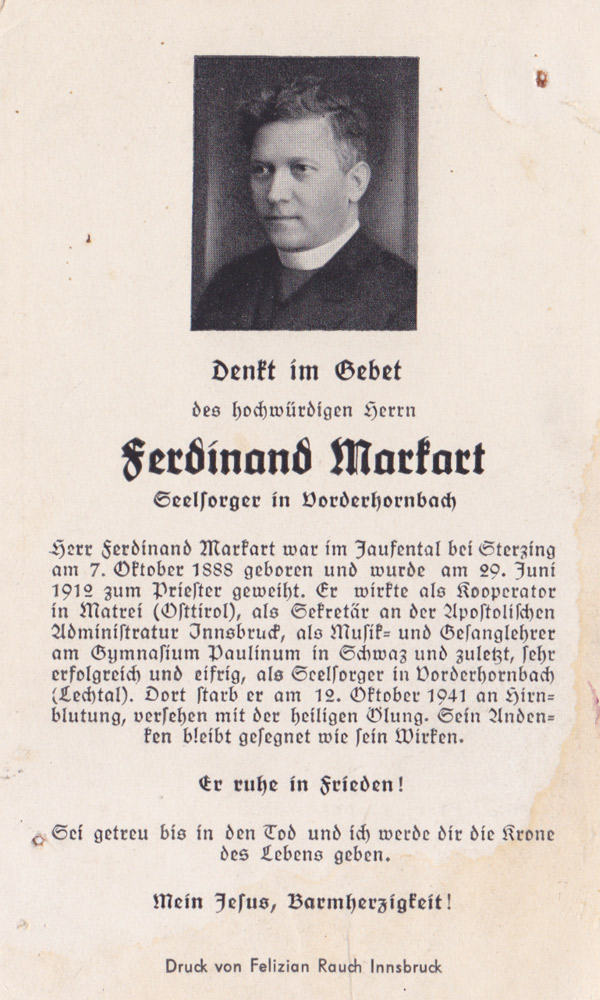 Denkt im Gebet
des hochwürdigen Herrn
Ferdinand Markart
Seelsorger in Vorderhornbach
Herr Ferdinand Markart war im Jaufental bei Sterzing
am 7. Oktober 1888 geboren und wurde am 29. Juni
1912 zum Priester geweiht. Er wirkte als Kooperator
in Matrei (Osttirol), als Sekretär an der Apostolischen
Administratur Innsbruck, als Musik- und Gesanglehrer
am Gymnasium Paulinum in Schwaz und zuletzt, sehr
erfolgreich und eifrig, als Seelsorger in Vorderhornbach
(Lechtal). Dort starb er am 12. Oktober 1941 an Hirn-
blutung, versehen mit der heiligen Ölung. Sein Anden-
ken bleibt gesegnet wie sein Wirken.
Er ruhe in Frieden!
Sei getreu bis in den Tod und ich werde dir die Krone
des Lebens geben.
Mein Jesus, Barmherzigkeit!
Druck von Felizian Rauch Innsbruck